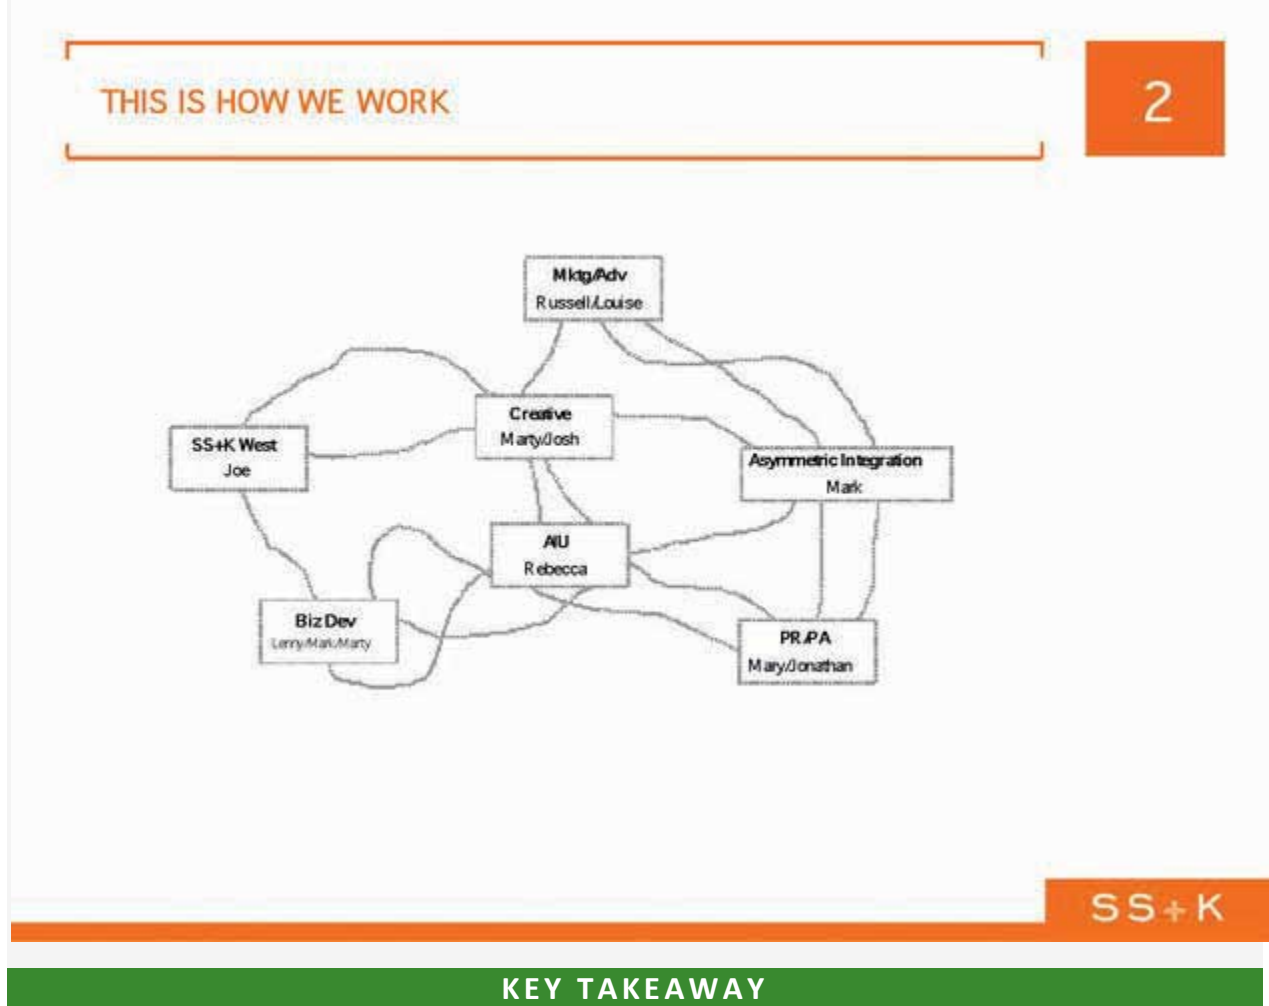 THIS IS HOW WE WORK
2
Mktg/Adv
Russell/Louise
Creative
Marty/Josh
SS+K West
Joe
Asymmetric Integration
Mark
AIU
Rebecca
Biz Dev
Lenny/Mark/Marty
PR/PA
Mary/Jonathan
SS+K
KEY TAKEAWAY